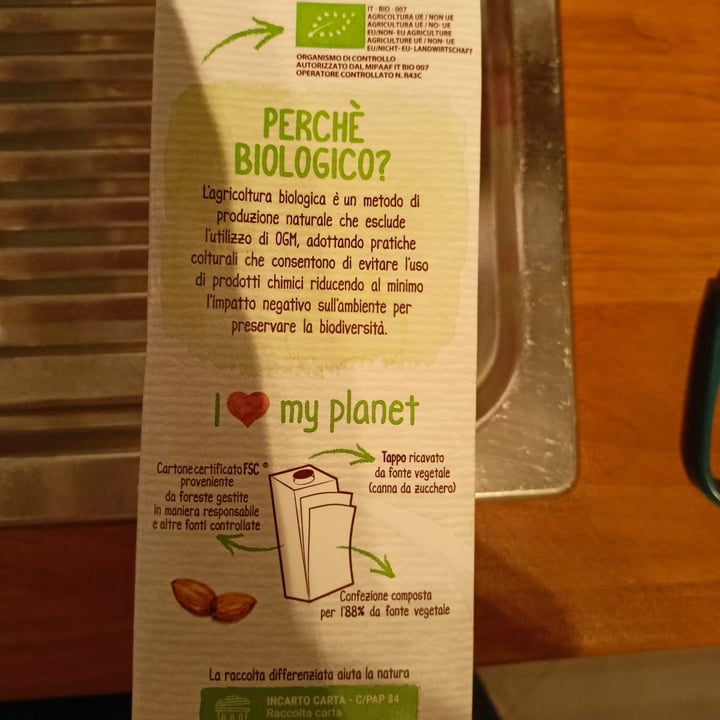 IT - BIO - 007
AGRICOLTURA UE / NON UE
AGRICULTURA UE / NO- UE
EU/NON- EU AGRICULTURE
AGRICULTURE UE / NON- UE
EU/NICHT- EU- LANDWIRTSCHAFT
ORGANISMO DI CONTROLLO
AUTORIZZATO DAL MIPAAF IT BIO 007
OPERATORE CONTROLLATO N. R43C
PERCHÈ
BIOLOGICO?
L'agricoltura biologica è un metodo di
produzione naturale che esclude
l'utilizzo di OGM, adottando pratiche
colturali che consentono di evitare l'uso
di prodotti chimici riducendo al minimo
l'impatto negativo sull'ambiente per
preservare la biodiversità.
I my planet
Tappo ricavato
da fonte vegetale
(canna da zucchero)
Cartone certificato FSC®
proveniente
da foreste gestite
in maniera responsabile
e altre fonti controllate
Confezione composta
per l'88% da fonte vegetale
La raccolta differenziata aiuta la natura
INCARTO CARTA - C/PAP 84
Raccolta carta